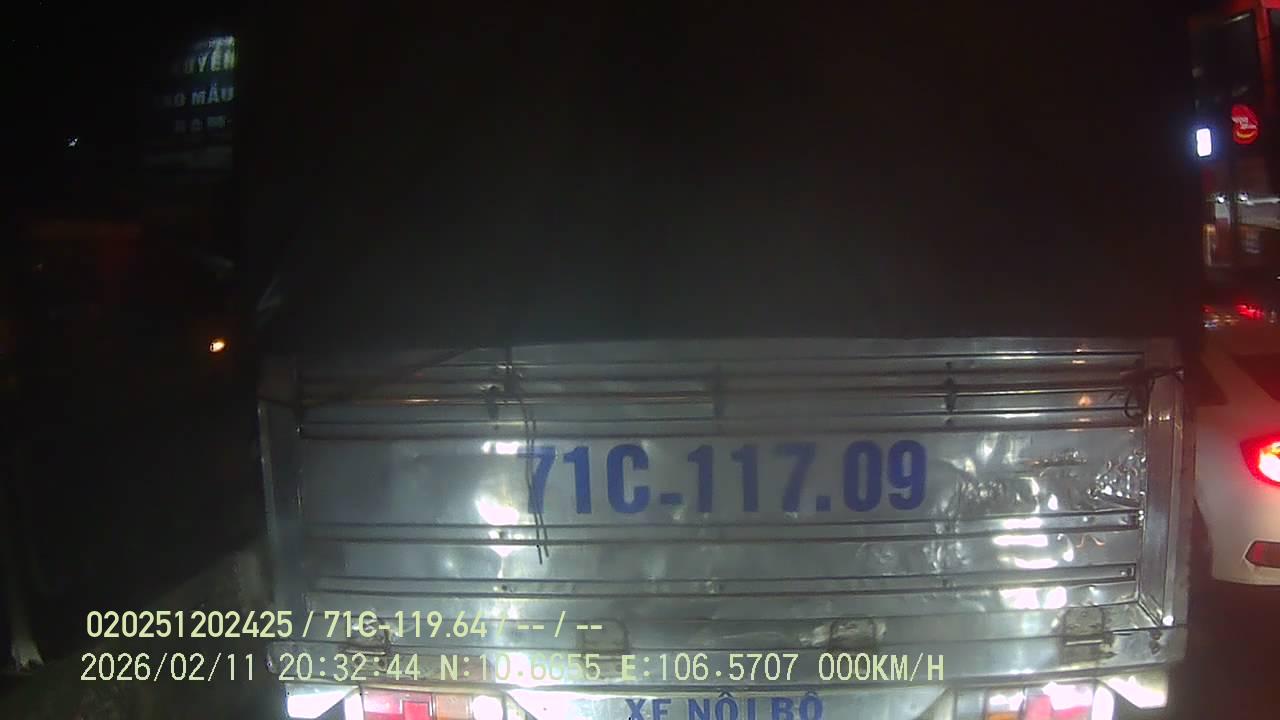 MẪU
71C-117.09
020251202425 / 71C-119.64 / -- / --
2026/02/11 20:32:44 N:10.6655 E:106.5707 000KM/H
XE NỘI BỘ